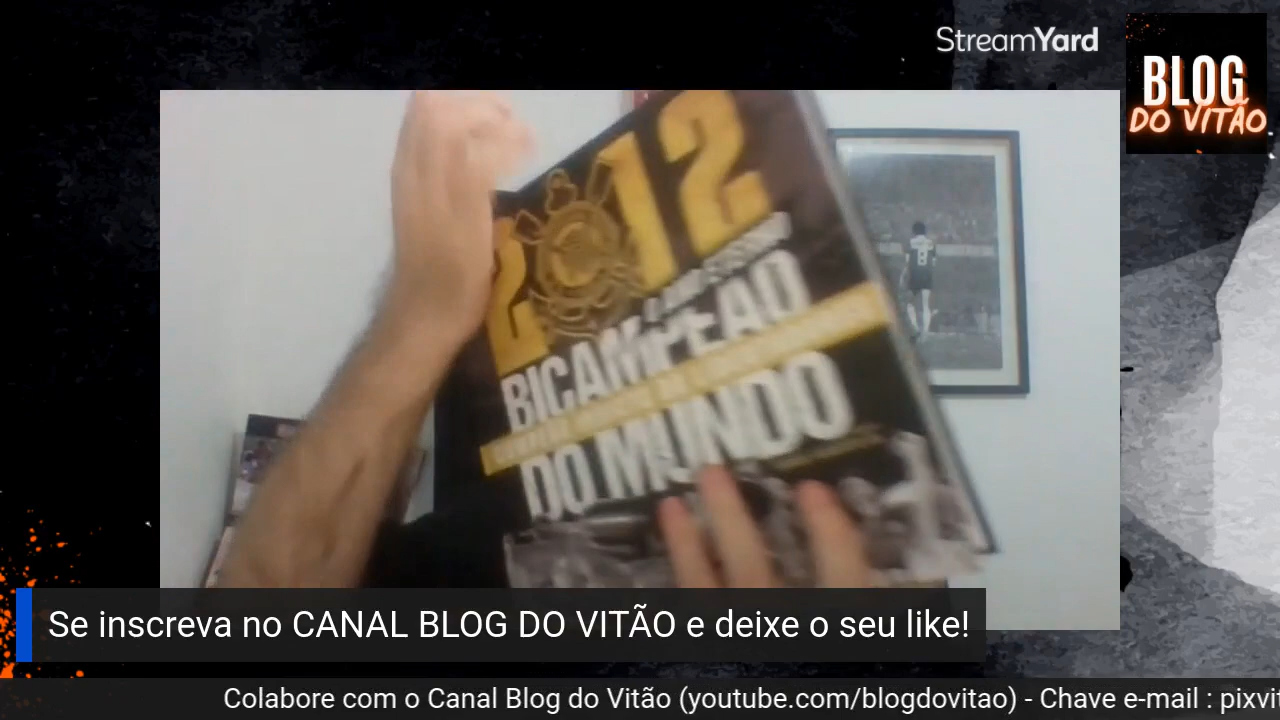 StreamYard
BLOG
DO VITÃO
2012
BICAMPEÃO
DO MUNDO
8
Se inscreva no CANAL BLOG DO VITÃO e deixe o seu like!
Colabore com o Canal Blog do Vitão (youtube.com/blogdovitao) - Chave e-mail : pixvit